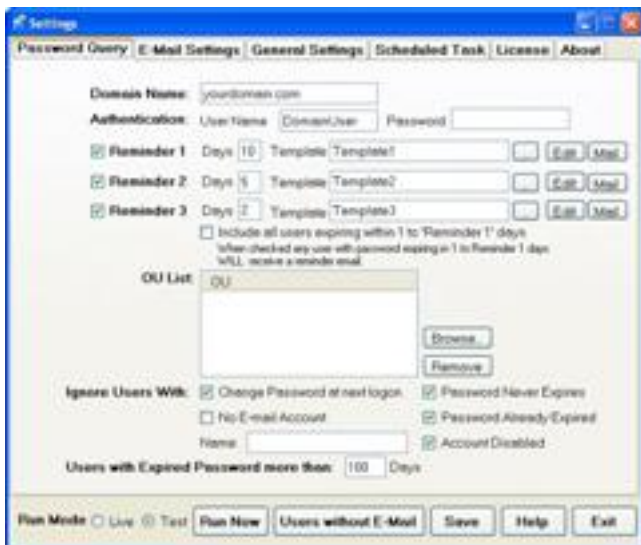 Settings
Password Query E-Mail Settings General Settings Scheduled Task License About
Domain Name: yourdomain.com
Authentication: User Name DomainUser Password
Reminder 1 Days 10 Template Template1 ... Edit Mail
Reminder 2 Days 5 Template Template2 ... Edit Mail
Reminder 3 Days 2 Template Template3 ... Edit Mail
Include all users expiring within 1 to 'Reminder 1' days
When checked any user with password expiring in 1 to Reminder 1 days
WILL receive a reminder email.
OU List: OU
Browse..
Remove
Ignore Users With: Change Password at next logon Password Never Expires
No E-mail Account Password Already Expired
Name Account Disabled
Users with Expired Password more than: 100 Days
Run Mode Live Test Run Now Users without E-Mail Save Help Exit